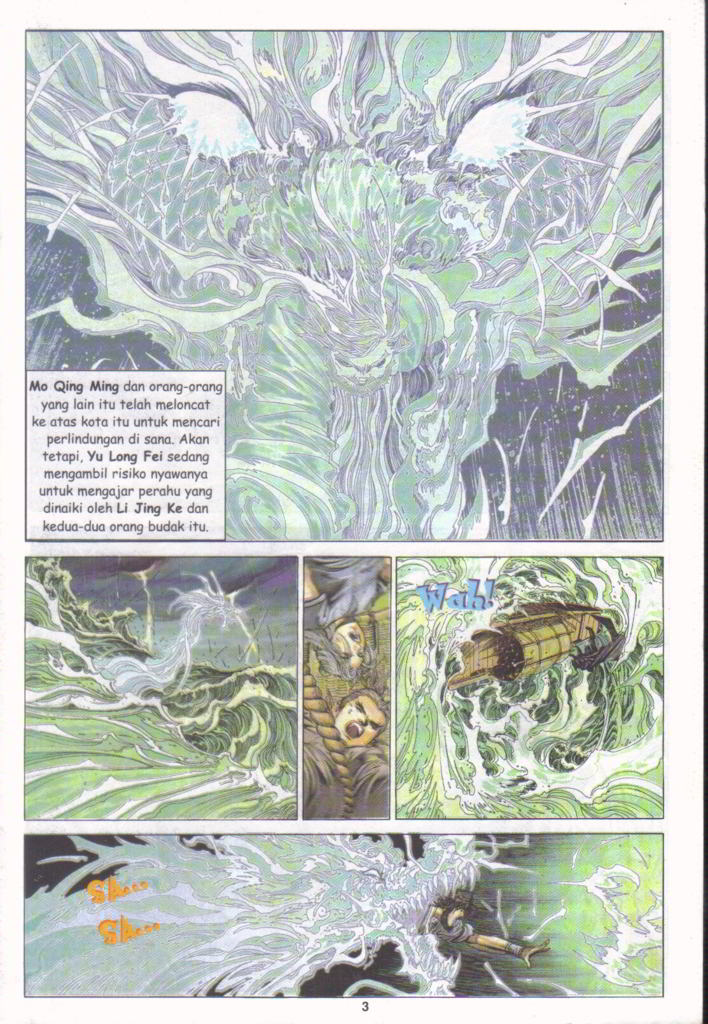 Mo Qing Ming dan orang-orang
yang lain itu telah meloncat
ke atas kota itu untuk mencari
perlindungan di sana. Akan
tetapi, Yu Long Fei sedang
mengambil risiko nyawanya
untuk mengajar perahu yang
dinaiki oleh Li Jing Ke dan
kedua-dua orang budak itu.
Wah!
Sh...
Sh...
3